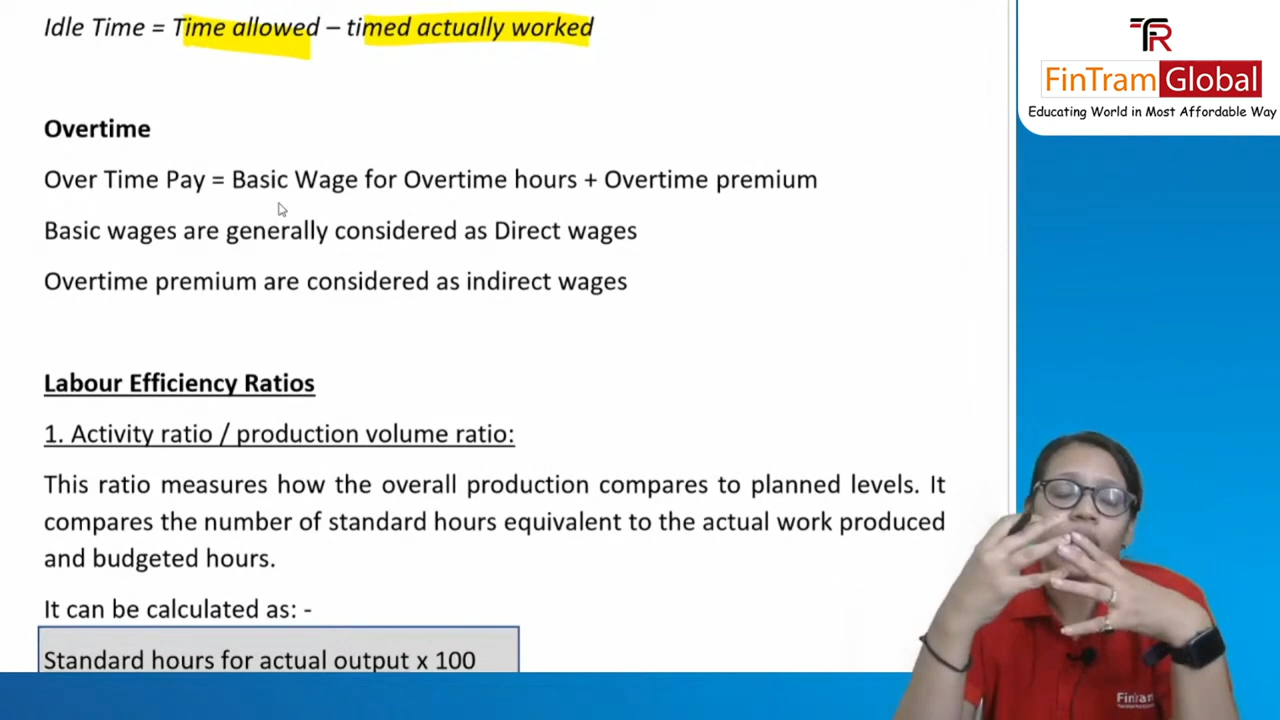 Idle Time = Time allowed – timed actually worked
Overtime
Over Time Pay = Basic Wage for Overtime hours + Overtime premium
Basic wages are generally considered as Direct wages
Overtime premium are considered as indirect wages
Labour Efficiency Ratios
1. Activity ratio / production volume ratio:
This ratio measures how the overall production compares to planned levels. It
compares the number of standard hours equivalent to the actual work produced
and budgeted hours.
It can be calculated as: -
Standard hours for actual output x 100
FR
FinTram Global
Educating World in Most Affordable Way